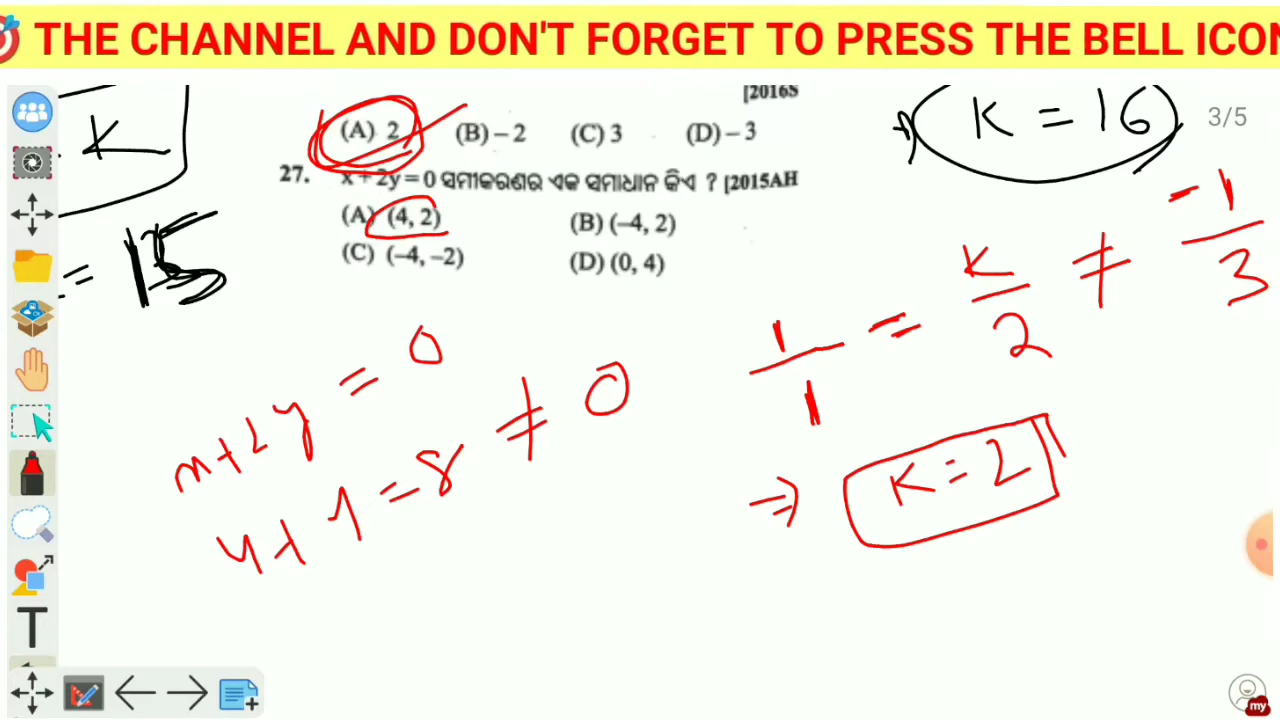 THE CHANNEL AND DON'T FORGET TO PRESS THE BELL ICON
[2016S
(A) 2 (B) – 2 (C) 3 (D) – 3
27. x + 2y = 0 ସମୀକରଣର ଏକ ସମାଧାନ କିଏ ? [2015AH
(A) (4, 2) (B) (–4, 2)
(C) (–4, –2) (D) (0, 4)
K
= 15
K = 16
3/5
1/1 = K/2 ≠ -1/3
⇒ K = 2
x+2y = 0
4+4 = 8 ≠ 0
T
my